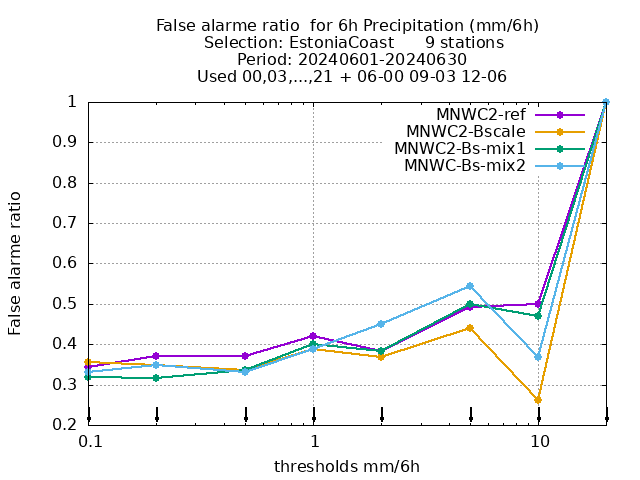 False alarme ratio  for 6h Precipitation (mm/6h)
Selection: EstoniaCoast      9 stations
Period: 20240601-20240630
Used 00,03,...,21 + 06-00 09-03 12-06
MNWC2-ref
MNWC2-Bscale
MNWC2-Bs-mix1
MNWC-Bs-mix2
False alarme ratio
1
0.9
0.8
0.7
0.6
0.5
0.4
0.3
0.2
0.1 1 10
thresholds mm/6h